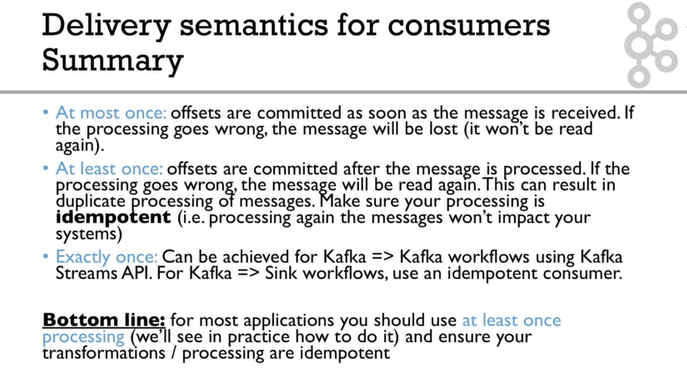 Delivery semantics for consumers
Summary
• At most once: offsets are committed as soon as the message is received. If
the processing goes wrong, the message will be lost (it won't be read
again).
• At least once: offsets are committed after the message is processed. If the
processing goes wrong, the message will be read again. This can result in
duplicate processing of messages. Make sure your processing is
idempotent (i.e. processing again the messages won't impact your
systems)
• Exactly once: Can be achieved for Kafka => Kafka workflows using Kafka
Streams API. For Kafka => Sink workflows, use an idempotent consumer.
Bottom line: for most applications you should use at least once
processing (we'll see in practice how to do it) and ensure your
transformations / processing are idempotent